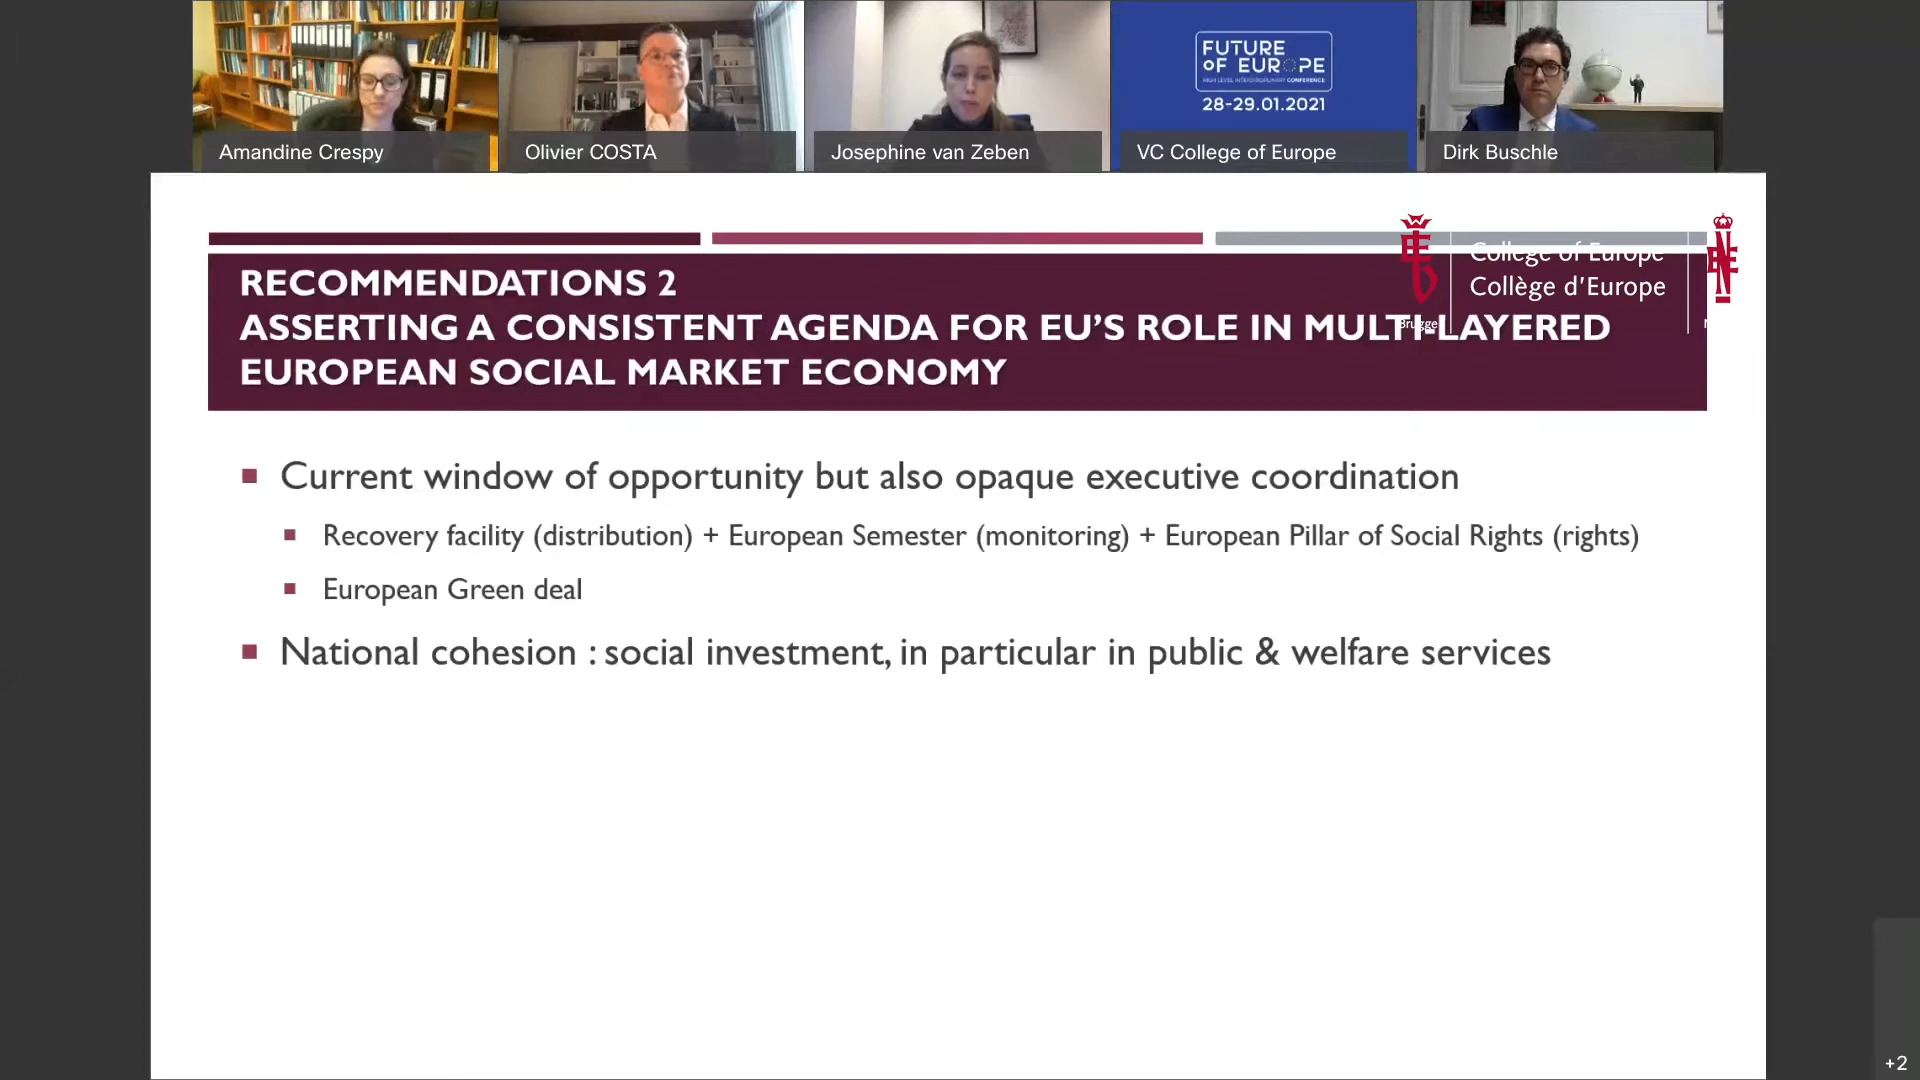 FUTURE
OF EUROPE
HIGH LEVEL INTERDISCIPLINARY CONFERENCE
28-29.01.2021
Amandine Crespy
Olivier COSTA
Josephine van Zeben
VC College of Europe
Dirk Buschle
College of Europe
Collège d'Europe
Brugge
RECOMMENDATIONS 2
ASSERTING A CONSISTENT AGENDA FOR EU’S ROLE IN MULTI-LAYERED
EUROPEAN SOCIAL MARKET ECONOMY
Current window of opportunity but also opaque executive coordination
Recovery facility (distribution) + European Semester (monitoring) + European Pillar of Social Rights (rights)
European Green deal
National cohesion : social investment, in particular in public & welfare services
+2